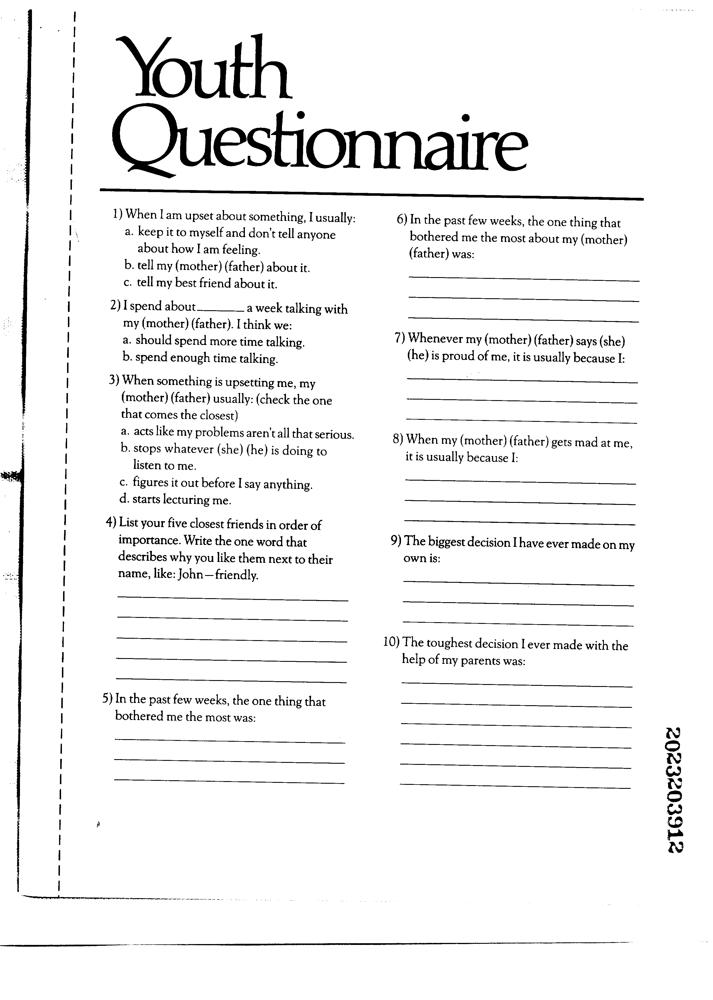 Youth
Questionnaire
1) When I am upset about something, I usually:
a. keep it to myself and don't tell anyone
about how I am feeling.
b. tell my (mother) (father) about it.
c. tell my best friend about it.
2) I spend about________ a week talking with
my (mother) (father). I think we:
a. should spend more time talking.
b. spend enough time talking.
3) When something is upsetting me, my
(mother) (father) usually: (check the one
that comes the closest)
a. acts like my problems aren't all that serious.
b. stops whatever (she) (he) is doing to
listen to me.
c. figures it out before I say anything.
d. starts lecturing me.
4) List your five closest friends in order of
importance. Write the one word that
describes why you like them next to their
name, like: John—friendly.
5) In the past few weeks, the one thing that
bothered me the most was:
6) In the past few weeks, the one thing that
bothered me the most about my (mother)
(father) was:
7) Whenever my (mother) (father) says (she)
(he) is proud of me, it is usually because I:
8) When my (mother) (father) gets mad at me,
it is usually because I:
9) The biggest decision I have ever made on my
own is:
10) The toughest decision I ever made with the
help of my parents was:
2023203912